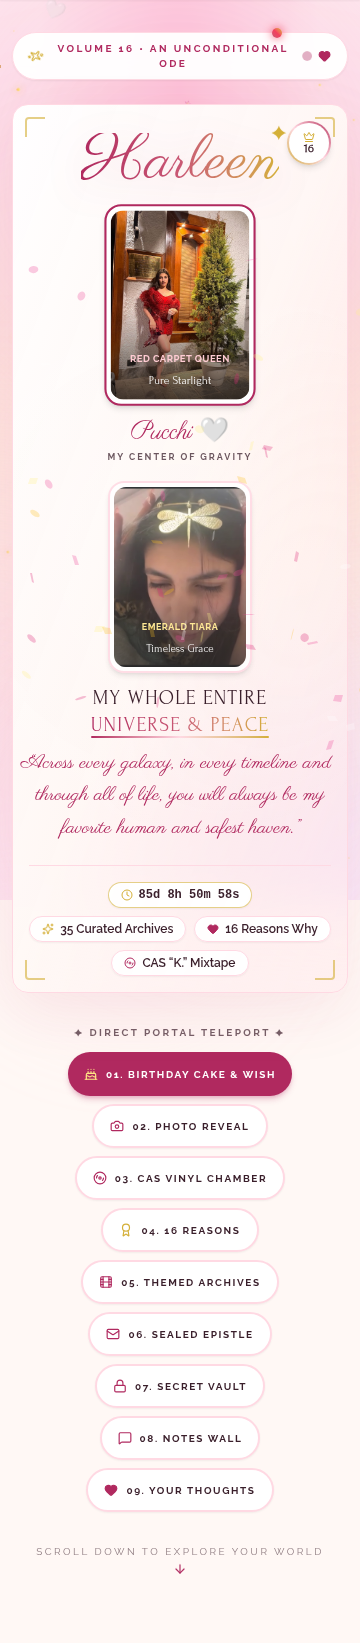 VOLUME 16 • AN UNCONDITIONAL
ODE
Harleen
16
RED CARPET QUEEN
Pure Starlight
Pucchi 🤍
MY CENTER OF GRAVITY
EMERALD TIARA
Timeless Grace
MY WHOLE ENTIRE
UNIVERSE & PEACE
"Across every galaxy, in every timeline and
through all of life, you will always be my
favorite human and safest haven."
85d 8h 50m 58s
35 Curated Archives
16 Reasons Why
CAS "K." Mixtape
✦ DIRECT PORTAL TELEPORT ✦
01. BIRTHDAY CAKE & WISH
02. PHOTO REVEAL
03. CAS VINYL CHAMBER
04. 16 REASONS
05. THEMED ARCHIVES
06. SEALED EPISTLE
07. SECRET VAULT
08. NOTES WALL
09. YOUR THOUGHTS
SCROLL DOWN TO EXPLORE YOUR WORLD